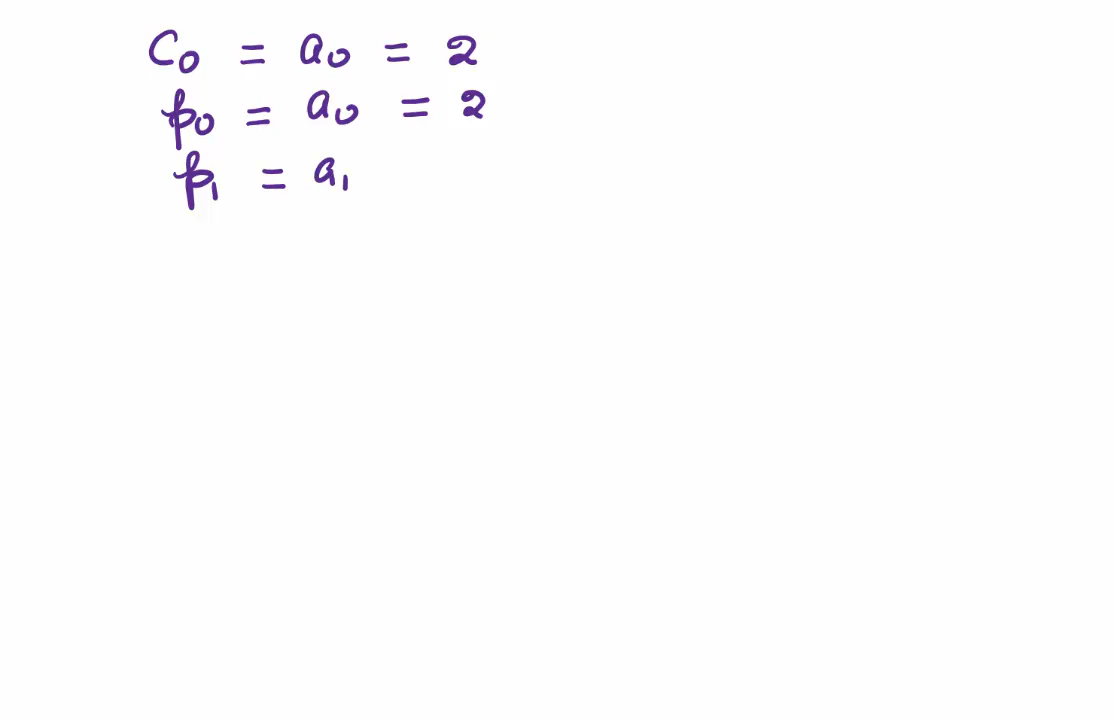 C₀ = a₀ = 2
p₀ = a₀ = 2
p₁ = a₁